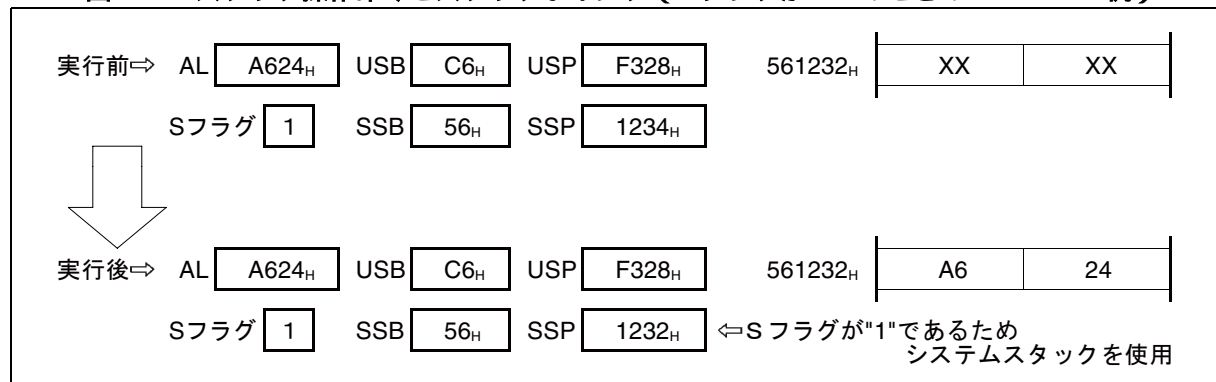 実行前⇨ AL A624H USB C6H USP F328H 561232H XX XX
Sフラグ 1 SSB 56H SSP 1234H
実行後⇨ AL A624H USB C6H USP F328H 561232H A6 24
Sフラグ 1 SSB 56H SSP 1232H ⇦Sフラグが"1"であるため
システムスタックを使用